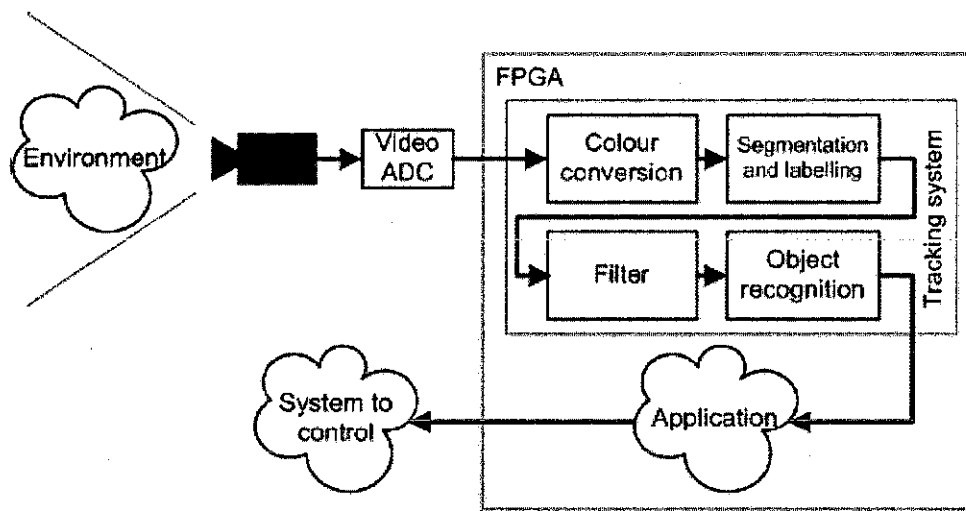 FPGA
Environment
Video
ADC
Colour
conversion
Segmentation
and labelling
Filter
Object
recognition
Tracking system
System to
control
Application